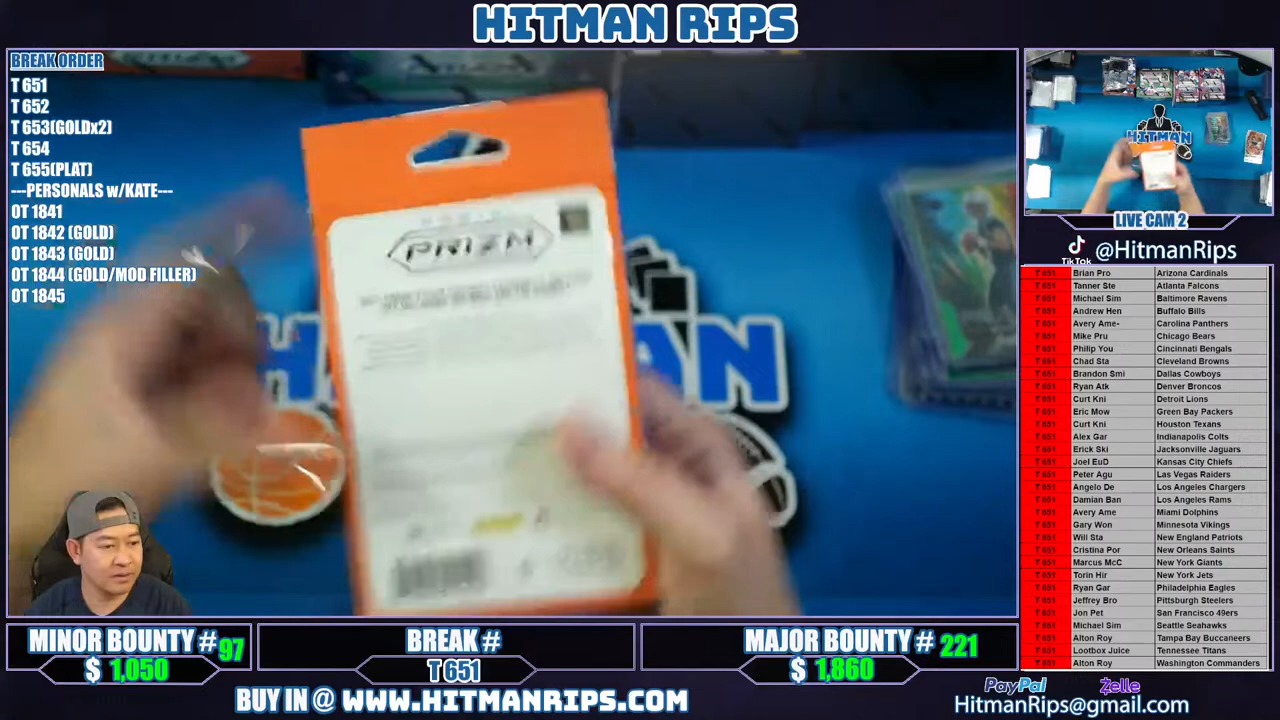 HITMAN RIPS
BREAK ORDER
T 651
T 652
T 653(GOLDx2)
T 654
T 655(PLAT)
---PERSONALS w/KATE---
OT 1841
OT 1842 (GOLD)
OT 1843 (GOLD)
OT 1844 (GOLD/MOD FILLER)
OT 1845
PRIZM
HITMAN
LIVE CAM 2
TikTok @HitmanRips
T 651 Brian Pro Arizona Cardinals
T 651 Tanner Ste Atlanta Falcons
T 651 Michael Sim Baltimore Ravens
T 651 Andrew Hen Buffalo Bills
T 651 Avery Ame- Carolina Panthers
T 651 Mike Pru Chicago Bears
T 651 Philip You Cincinnati Bengals
T 651 Chad Sta Cleveland Browns
T 651 Brandon Smi Dallas Cowboys
T 651 Ryan Atk Denver Broncos
T 651 Curt Kni Detroit Lions
T 651 Eric Mow Green Bay Packers
T 651 Curt Kni Houston Texans
T 651 Alex Gar Indianapolis Colts
T 651 Erick Ski Jacksonville Jaguars
T 651 Joel EuD Kansas City Chiefs
T 651 Peter Agu Las Vegas Raiders
T 651 Angelo De Los Angeles Chargers
T 651 Damian Ban Los Angeles Rams
T 651 Avery Ame Miami Dolphins
T 651 Gary Won Minnesota Vikings
T 651 Will Sta New England Patriots
T 651 Cristina Por New Orleans Saints
T 651 Marcus McC New York Giants
T 651 Torin Hir New York Jets
T 651 Ryan Gar Philadelphia Eagles
T 651 Jeffrey Bro Pittsburgh Steelers
T 651 Jon Pet San Francisco 49ers
T 651 Michael Sim Seattle Seahawks
T 651 Alton Roy Tampa Bay Buccaneers
T 651 Lootbox Juice Tennessee Titans
T 651 Alton Roy Washington Commanders
MINOR BOUNTY # 97
$ 1,050
BREAK #
T 651
MAJOR BOUNTY # 221
$ 1,860
BUY IN @ WWW.HITMANRIPS.COM
PayPal Zelle
HitmanRips@gmail.com